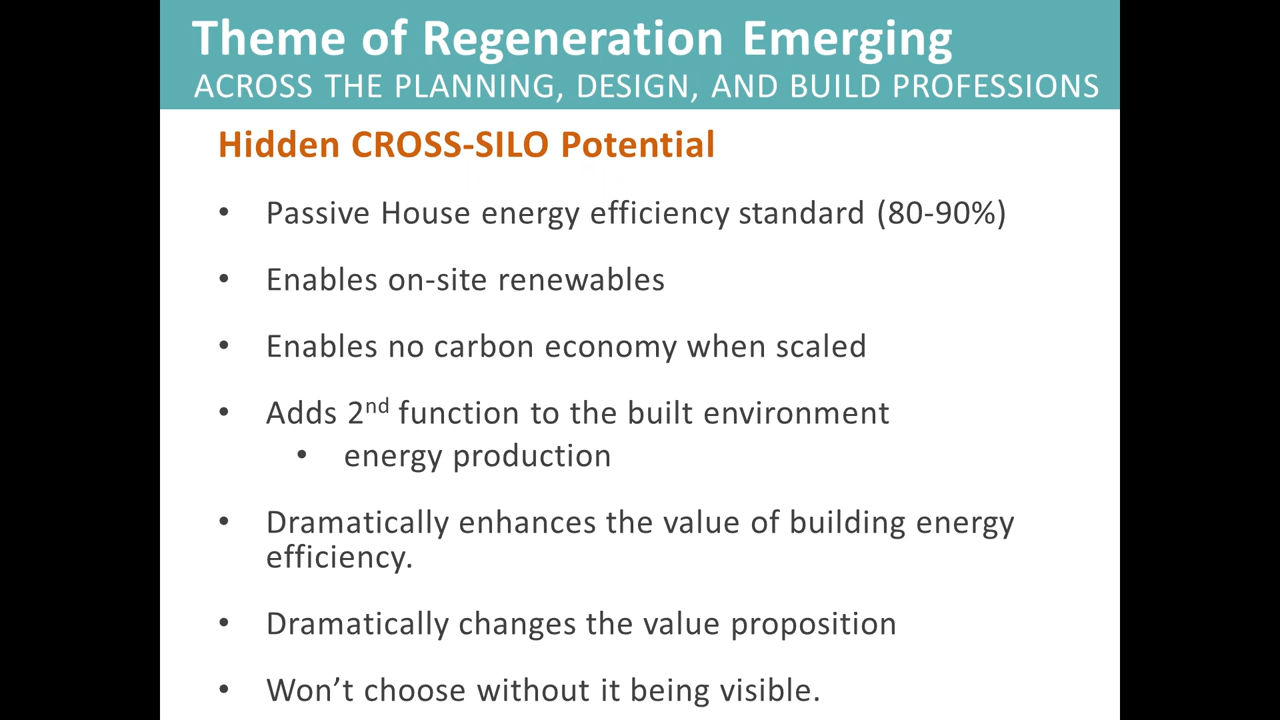 Theme of Regeneration Emerging
ACROSS THE PLANNING, DESIGN, AND BUILD PROFESSIONS
Hidden CROSS-SILO Potential
• Passive House energy efficiency standard (80-90%)
• Enables on-site renewables
• Enables no carbon economy when scaled
• Adds 2nd function to the built environment
• energy production
• Dramatically enhances the value of building energy
efficiency.
• Dramatically changes the value proposition
• Won’t choose without it being visible.